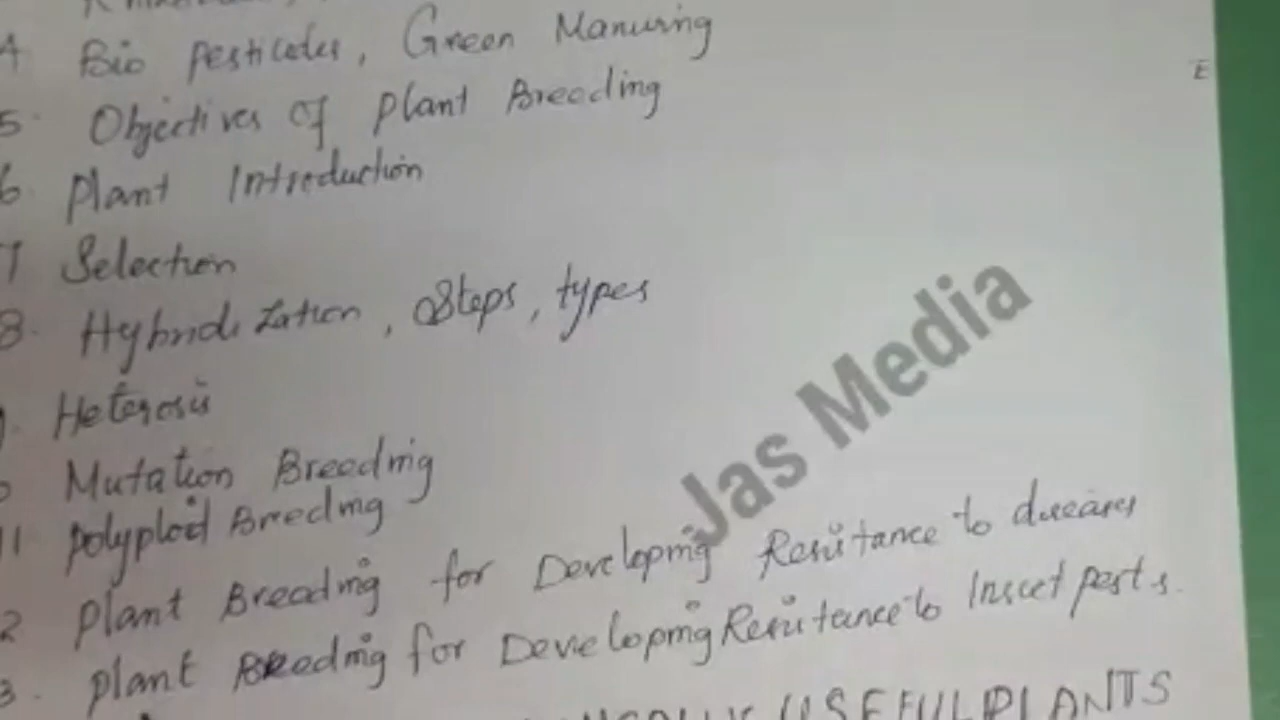 4 Bio pesticides, Green Manuring
5. Objectives of Plant Breeding
6. Plant Introduction
7 Selection
8. Hybridization, Steps, types
Heterosis
Mutation Breeding
11 polyploid Breeding
2 Plant Breeding for Developing Resistance to diseases
3. Plant Breeding for Developing Resistance to Insect pests.
USEFUL PLANTS
E
Jas Media